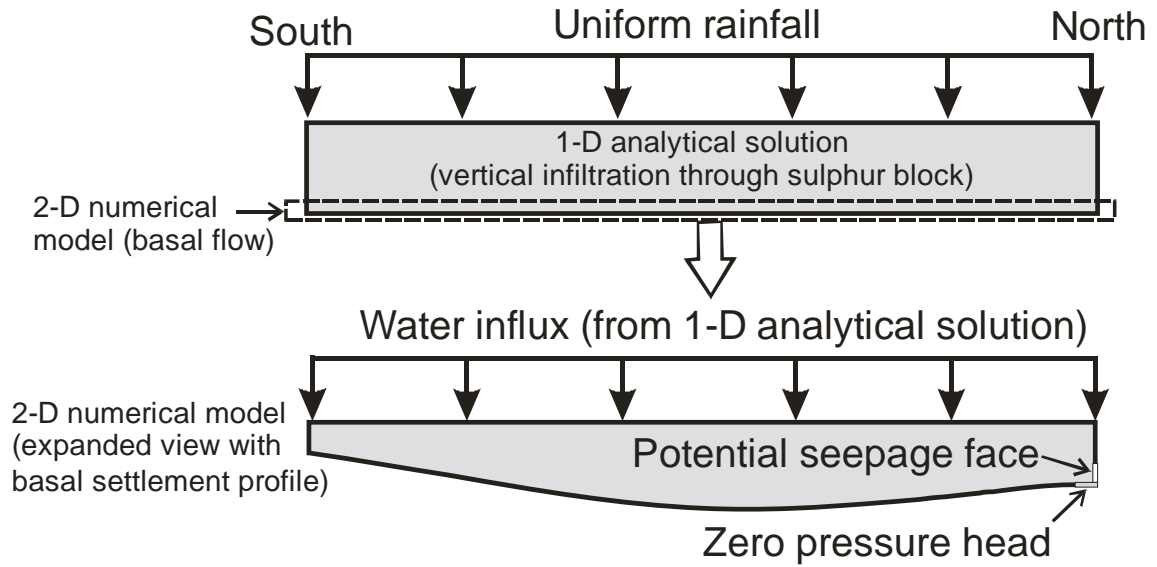 South
Uniform rainfall
North
1-D analytical solution
(vertical infiltration through sulphur block)
2-D numerical
model (basal flow)
Water influx (from 1-D analytical solution)
2-D numerical model
(expanded view with
basal settlement profile)
Potential seepage face
Zero pressure head